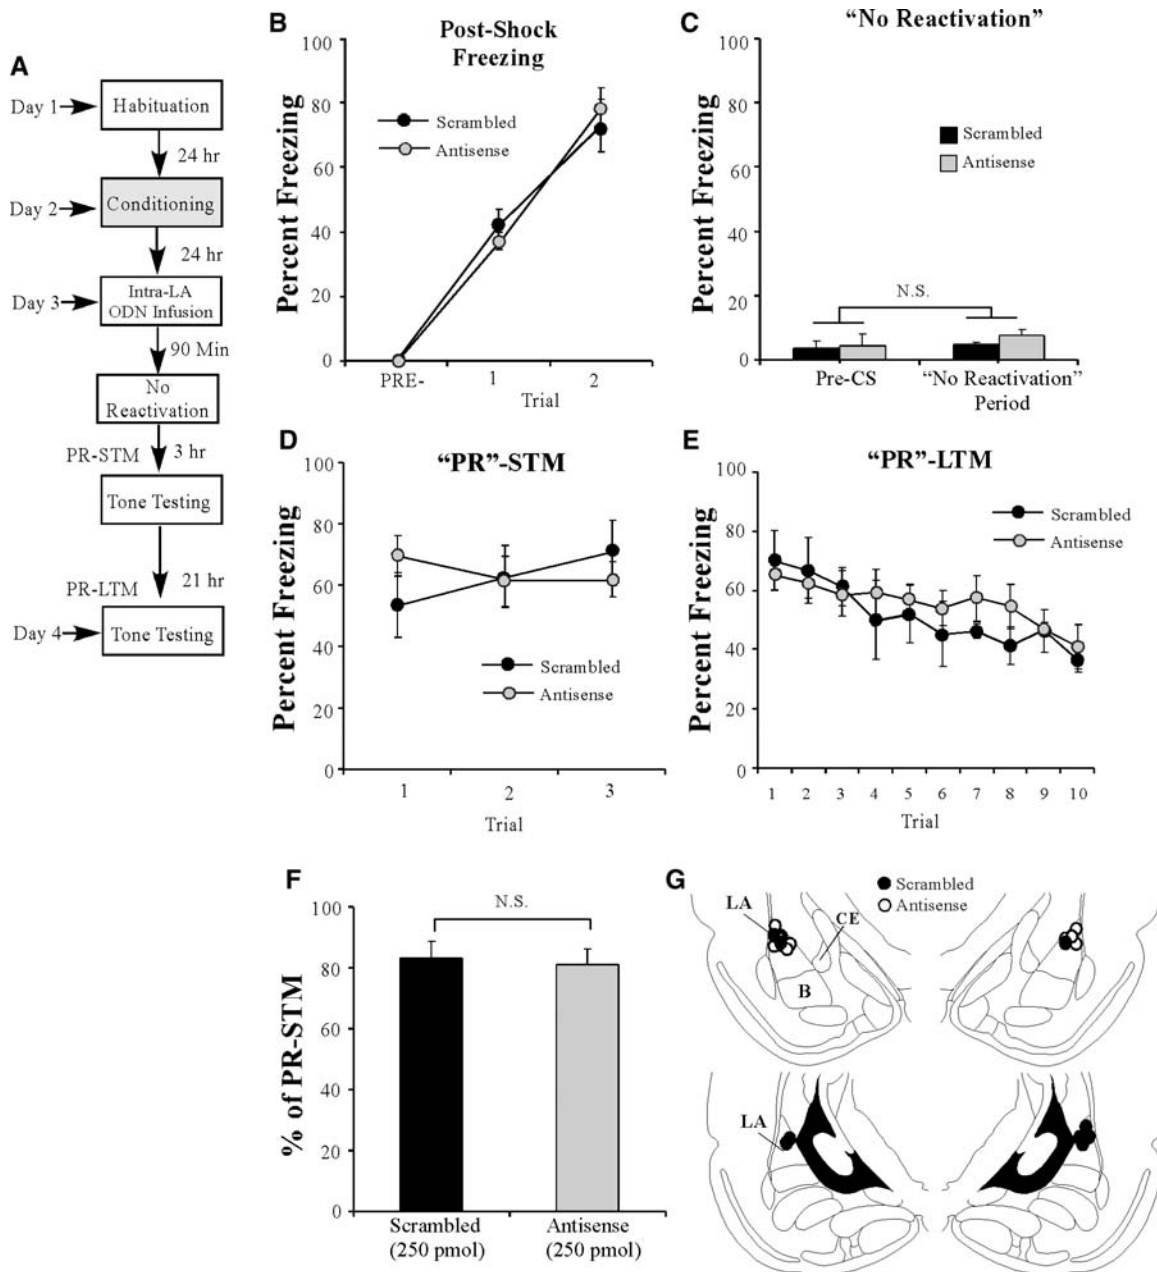 A
Day 1
Habituation
24 hr
Day 2
Conditioning
24 hr
Day 3
Intra-LA
ODN Infusion
90 Min
No
Reactivation
PR-STM
3 hr
Tone Testing
PR-LTM
21 hr
Day 4
Tone Testing
B
Post-Shock
Freezing
Percent Freezing
100
80
60
40
20
0
Scrambled
Antisense
PRE-
1
2
Trial
C
“No Reactivation”
Percent Freezing
100
80
60
40
20
0
Scrambled
Antisense
N.S.
Pre-CS
“No Reactivation”
Period
D
“PR”-STM
Percent Freezing
100
80
60
40
20
0
Scrambled
Antisense
1
2
3
Trial
E
“PR”-LTM
Percent Freezing
100
80
60
40
20
0
Scrambled
Antisense
1 2 3 4 5 6 7 8 9 10
Trial
F
% of PR-STM
100
80
60
40
20
0
N.S.
Scrambled
(250 pmol)
Antisense
(250 pmol)
G
Scrambled
Antisense
LA
CE
B
LA